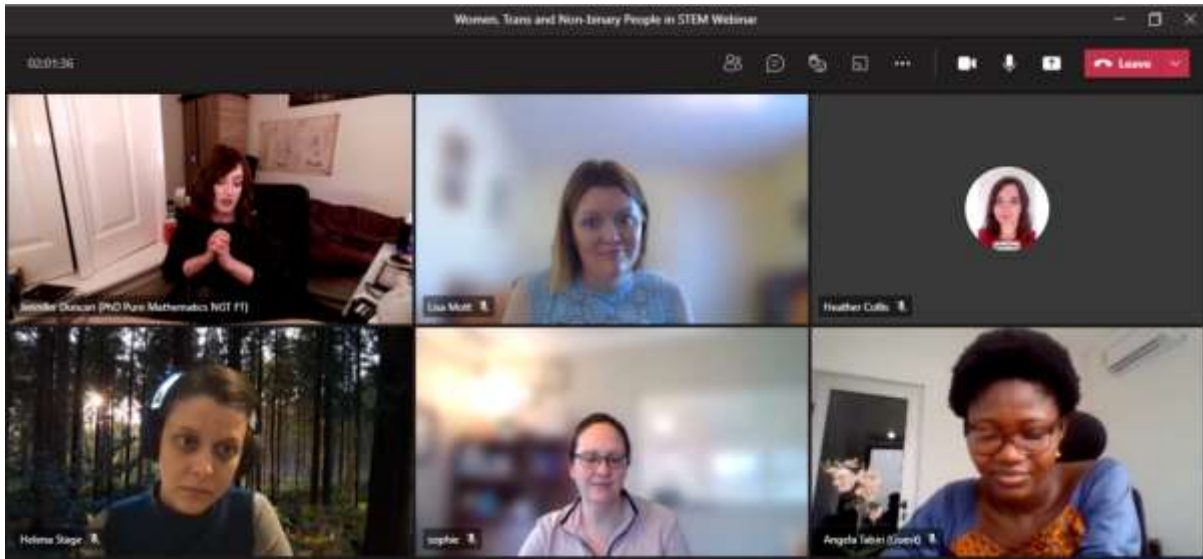 Women, Trans and Non-binary People in STEM Webinar
02:01:36
Leave
Jennifer Duncan (PhD Pure Mathematics NGT FT)
Lisa Mott
Heather Collis
Helena Stage
sophie
Angela Tabiri (Guest)